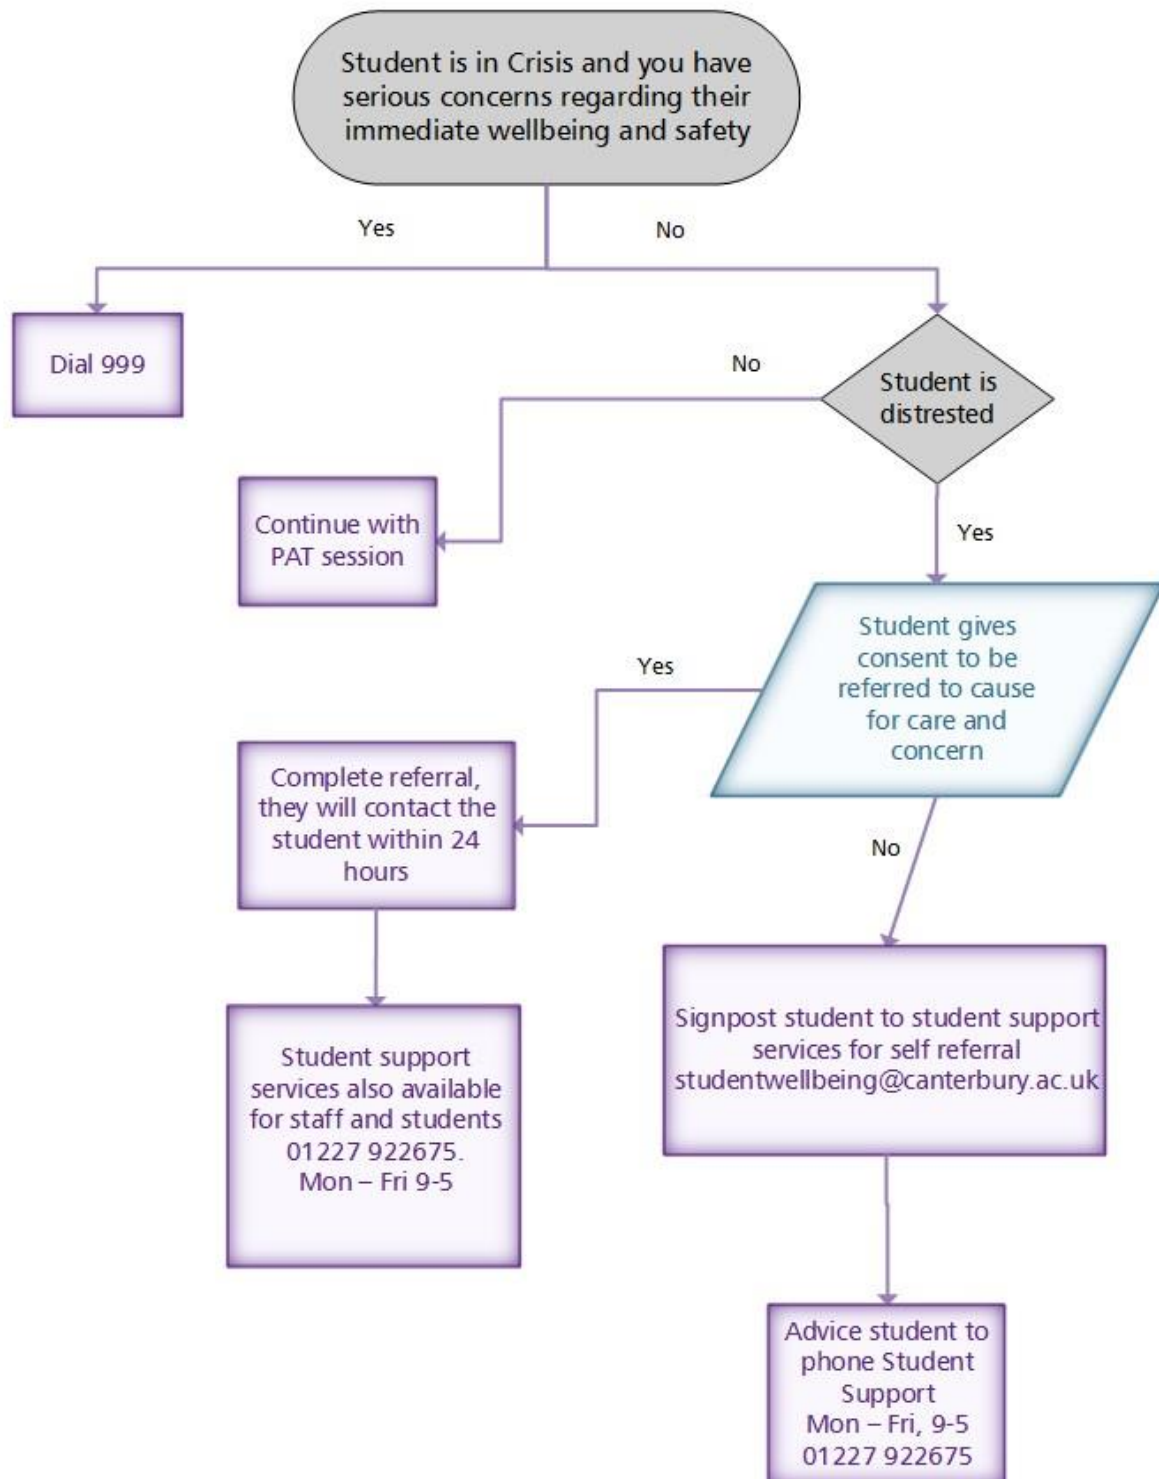 Student is in Crisis and you have
serious concerns regarding their
immediate wellbeing and safety
Yes
No
Dial 999
No
Student is
distrested
Continue with
PAT session
Yes
Student gives
consent to be
referred to cause
for care and
concern
Yes
Complete referral,
they will contact the
student within 24
hours
No
Student support
services also available
for staff and students
01227 922675.
Mon – Fri 9-5
Signpost student to student support
services for self referral
studentwellbeing@canterbury.ac.uk
Advice student to
phone Student
Support
Mon – Fri, 9-5
01227 922675